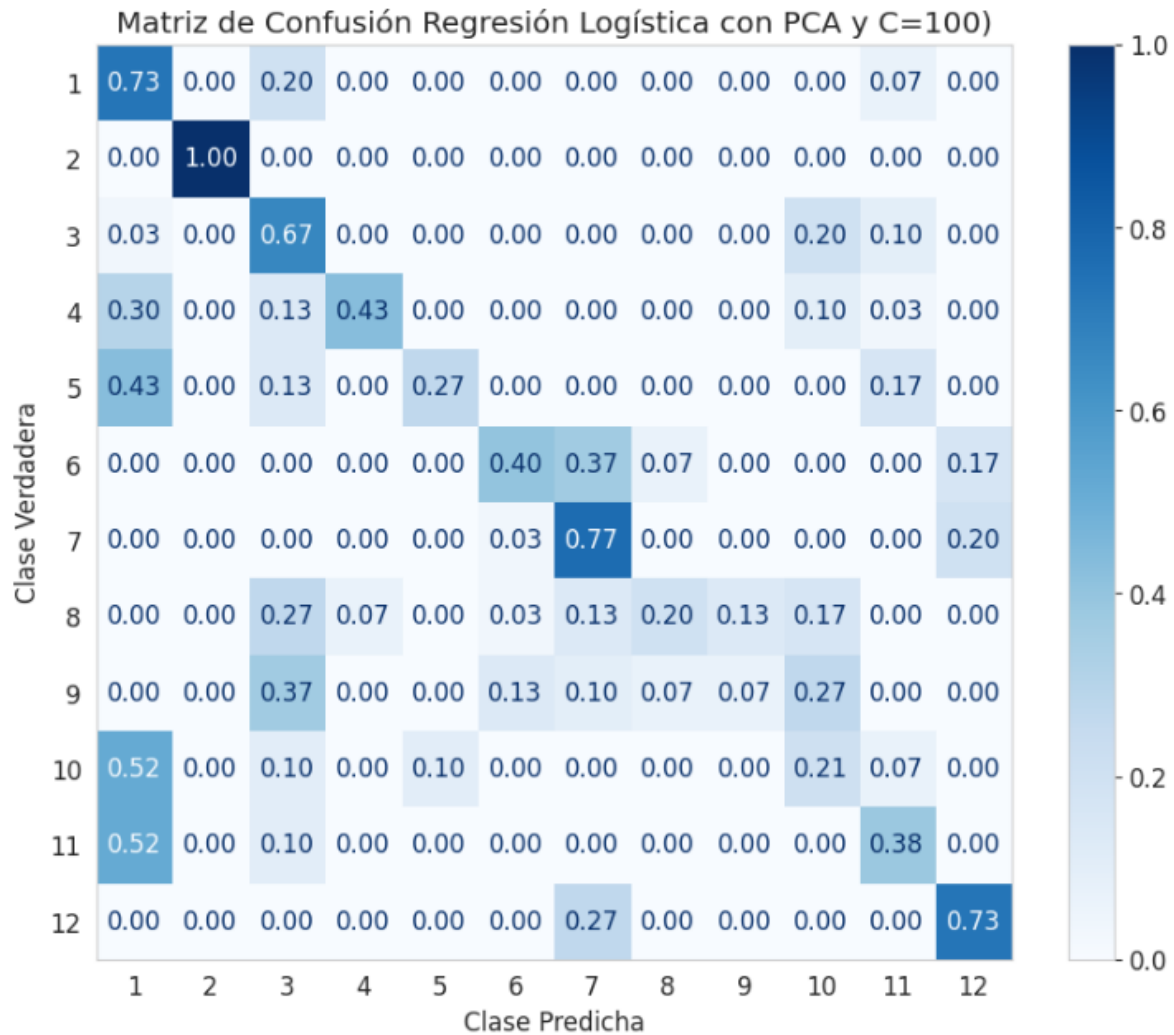 Matriz de Confusión Regresión Logística con PCA y C=100)
1 0.73 0.00 0.20 0.00 0.00 0.00 0.00 0.00 0.00 0.00 0.07 0.00
2 0.00 1.00 0.00 0.00 0.00 0.00 0.00 0.00 0.00 0.00 0.00 0.00
3 0.03 0.00 0.67 0.00 0.00 0.00 0.00 0.00 0.00 0.20 0.10 0.00
4 0.30 0.00 0.13 0.43 0.00 0.00 0.00 0.00 0.00 0.10 0.03 0.00
5 0.43 0.00 0.13 0.00 0.27 0.00 0.00 0.00 0.00 0.00 0.17 0.00
6 0.00 0.00 0.00 0.00 0.00 0.40 0.37 0.07 0.00 0.00 0.00 0.17
7 0.00 0.00 0.00 0.00 0.00 0.03 0.77 0.00 0.00 0.00 0.00 0.20
8 0.00 0.00 0.27 0.07 0.00 0.03 0.13 0.20 0.13 0.17 0.00 0.00
9 0.00 0.00 0.37 0.00 0.00 0.13 0.10 0.07 0.07 0.27 0.00 0.00
10 0.52 0.00 0.10 0.00 0.10 0.00 0.00 0.00 0.00 0.21 0.07 0.00
11 0.52 0.00 0.10 0.00 0.00 0.00 0.00 0.00 0.00 0.00 0.38 0.00
12 0.00 0.00 0.00 0.00 0.00 0.00 0.27 0.00 0.00 0.00 0.00 0.73
1 2 3 4 5 6 7 8 9 10 11 12
Clase Predicha
Clase Verdadera
1.0
0.8
0.6
0.4
0.2
0.0